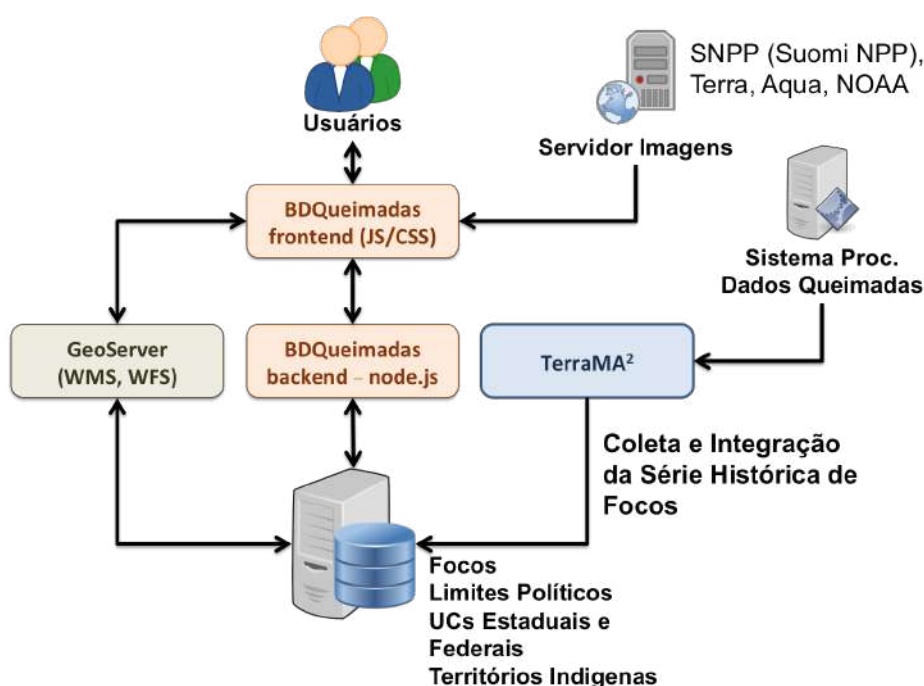 SNPP (Suomi NPP),
Terra, Aqua, NOAA
Usuários
Servidor Imagens
BDQueimadas
frontend (JS/CSS)
Sistema Proc.
Dados Queimadas
GeoServer
(WMS, WFS)
BDQueimadas
backend – node.js
TerraMA²
Coleta e Integração
da Série Histórica de
Focos
Focos
Limites Políticos
UCs Estaduais e
Federais
Territórios Indigenas